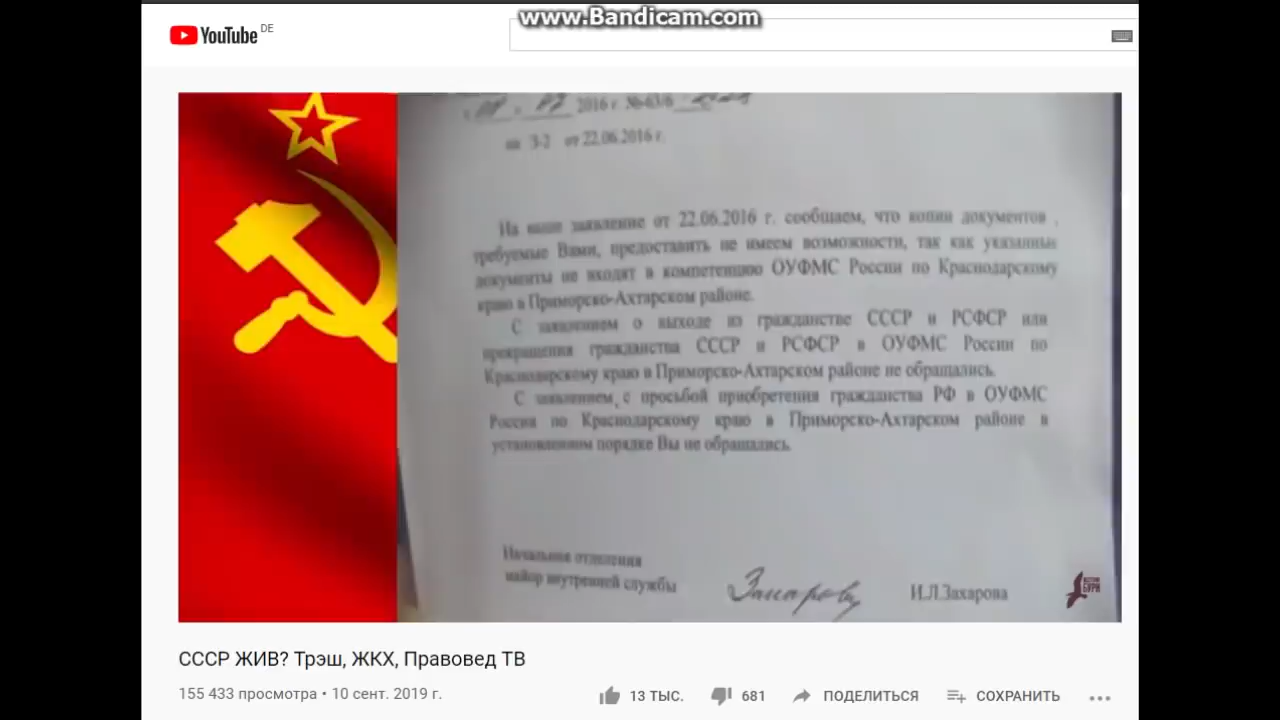 www.Bandicam.com
YouTube DE
2016 г. №63/6
на 3-2 от 22.06.2016 г.
На ваше заявление от 22.06.2016 г. сообщаем, что копии документов ,
требуемые Вами, предоставить не имеем возможности, так как указанные
документы не входят в компетенцию ОУФМС России по Краснодарскому
краю в Приморско-Ахтарском районе.
С заявлением о выходе из гражданстве СССР и РСФСР или
прекращения гражданства СССР и РСФСР в ОУФМС России по
Краснодарскому краю в Приморско-Ахтарском районе не обращались.
С заявлением, с просьбой приобретения гражданства РФ в ОУФМС
России по Краснодарскому краю в Приморско-Ахтарском районе в
установленном порядке Вы не обращались.
Начальник отделения
майор внутренней службы
И.Л.Захарова
БУРИ
СССР ЖИВ? Трэш, ЖКХ, Правовед ТВ
155 433 просмотра • 10 сент. 2019 г.
13 ТЫС.
681
ПОДЕЛИТЬСЯ
СОХРАНИТЬ